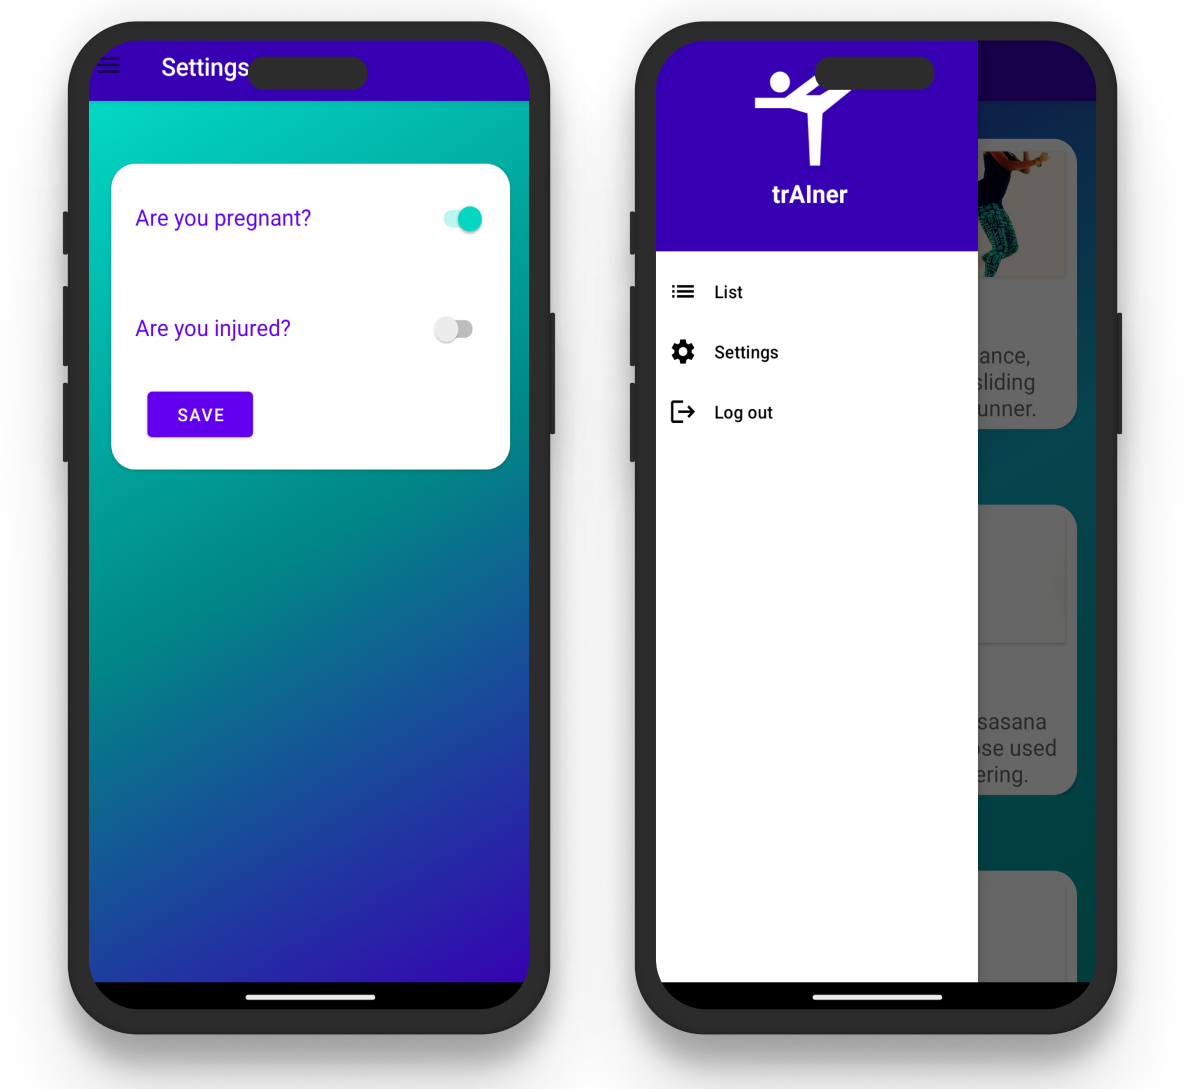 Settings
Are you pregnant?
Are you injured?
SAVE
trAIner
List
Settings
Log out
ance,
sliding
unner.
sasana
ose used
ering.